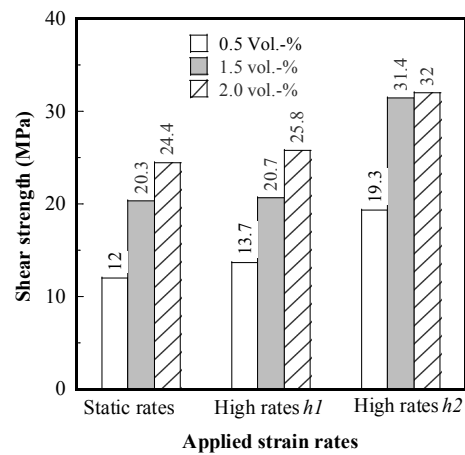 40
30
20
10
0
Shear strength (MPa)
0.5 Vol.-%
1.5 vol.-%
2.0 vol.-%
12
20.3
24.4
13.7
20.7
25.8
19.3
31.4
32
Static rates
High rates h1
High rates h2
Applied strain rates